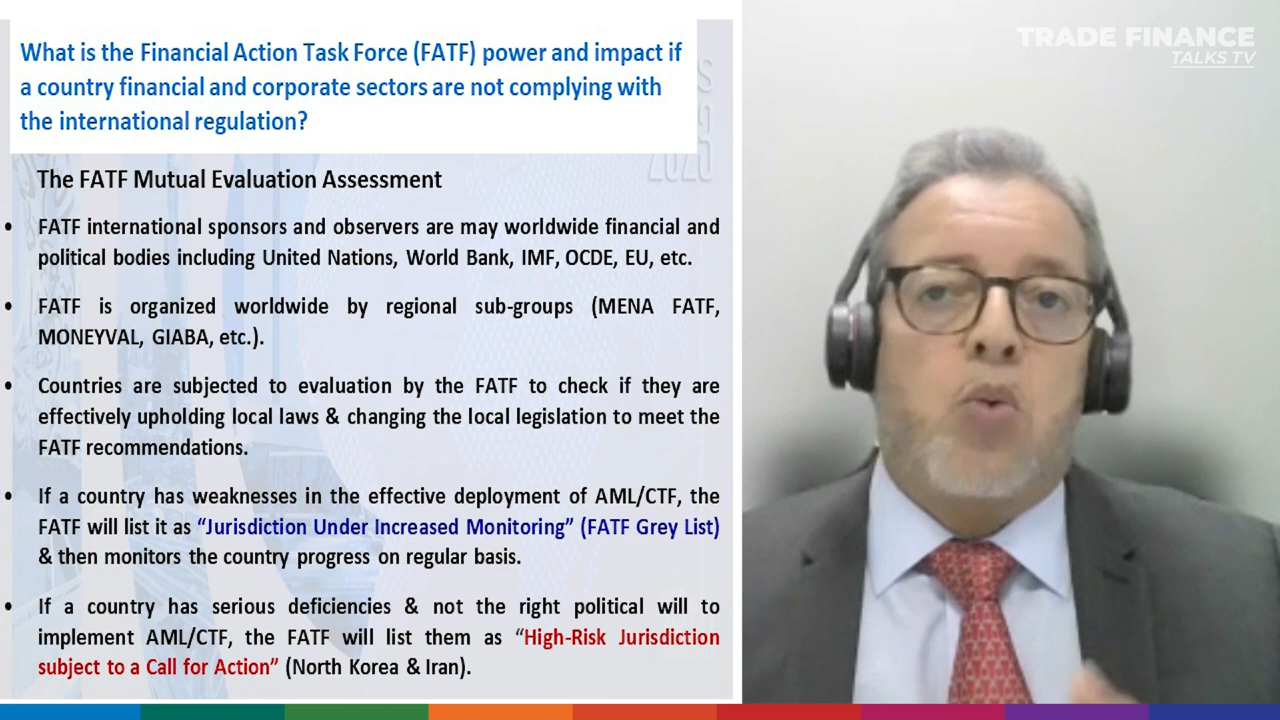 What is the Financial Action Task Force (FATF) power and impact if
a country financial and corporate sectors are not complying with
the international regulation?
The FATF Mutual Evaluation Assessment
• FATF international sponsors and observers are may worldwide financial and
political bodies including United Nations, World Bank, IMF, OCDE, EU, etc.
• FATF is organized worldwide by regional sub-groups (MENA FATF,
MONEYVAL, GIABA, etc.).
• Countries are subjected to evaluation by the FATF to check if they are
effectively upholding local laws & changing the local legislation to meet the
FATF recommendations.
• If a country has weaknesses in the effective deployment of AML/CTF, the
FATF will list it as “Jurisdiction Under Increased Monitoring” (FATF Grey List)
& then monitors the country progress on regular basis.
• If a country has serious deficiencies & not the right political will to
implement AML/CTF, the FATF will list them as “High-Risk Jurisdiction
subject to a Call for Action” (North Korea & Iran).
TRADE FINANCE
TALKS TV